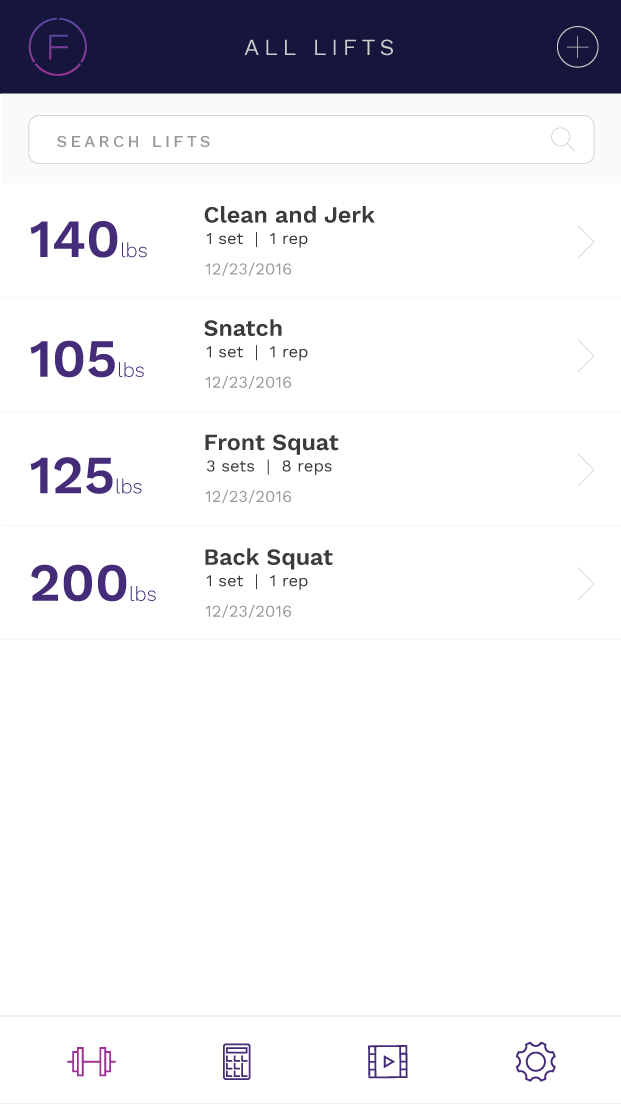 F
ALL LIFTS
SEARCH LIFTS
140lbs
Clean and Jerk
1 set | 1 rep
12/23/2016
105lbs
Snatch
1 set | 1 rep
12/23/2016
125lbs
Front Squat
3 sets | 8 reps
12/23/2016
200lbs
Back Squat
1 set | 1 rep
12/23/2016